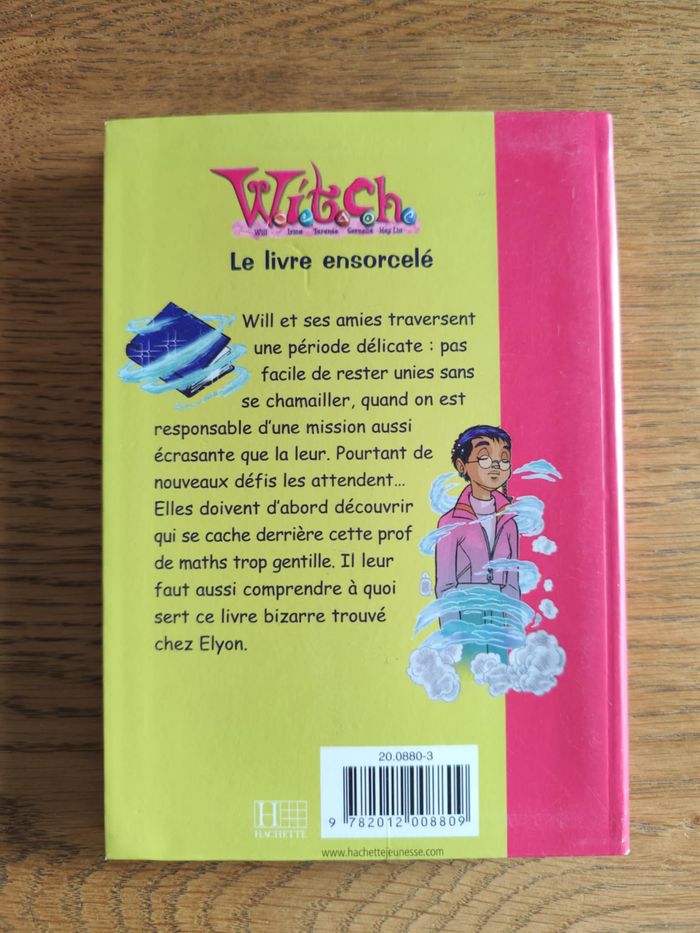 W.i.t.c.h.
Will Irma Taranee Cornelia Hay Lin
Le livre ensorcelé
Will et ses amies traversent
une période délicate : pas
facile de rester unies sans
se chamailler, quand on est
responsable d'une mission aussi
écrasante que la leur. Pourtant de
nouveaux défis les attendent...
Elles doivent d'abord découvrir
qui se cache derrière cette prof
de maths trop gentille. Il leur
faut aussi comprendre à quoi
sert ce livre bizarre trouvé
chez Elyon.
20.0880-3
9 782012 008809
H
HACHETTE
www.hachettejeunesse.com